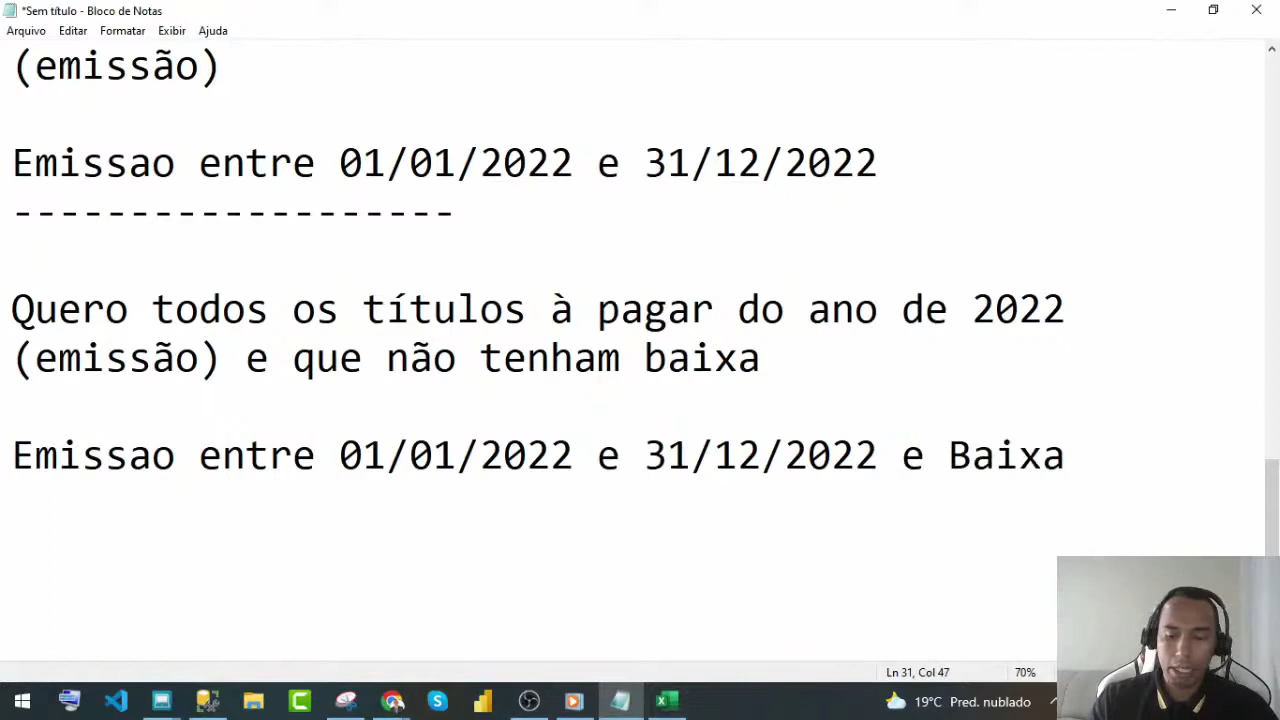 *Sem título - Bloco de Notas
Arquivo Editar Formatar Exibir Ajuda
(emissão)
Emissao entre 01/01/2022 e 31/12/2022
-------------------
Quero todos os títulos à pagar do ano de 2022
(emissão) e que não tenham baixa
Emissao entre 01/01/2022 e 31/12/2022 e Baixa
Ln 31, Col 47 70%
19°C Pred. nublado